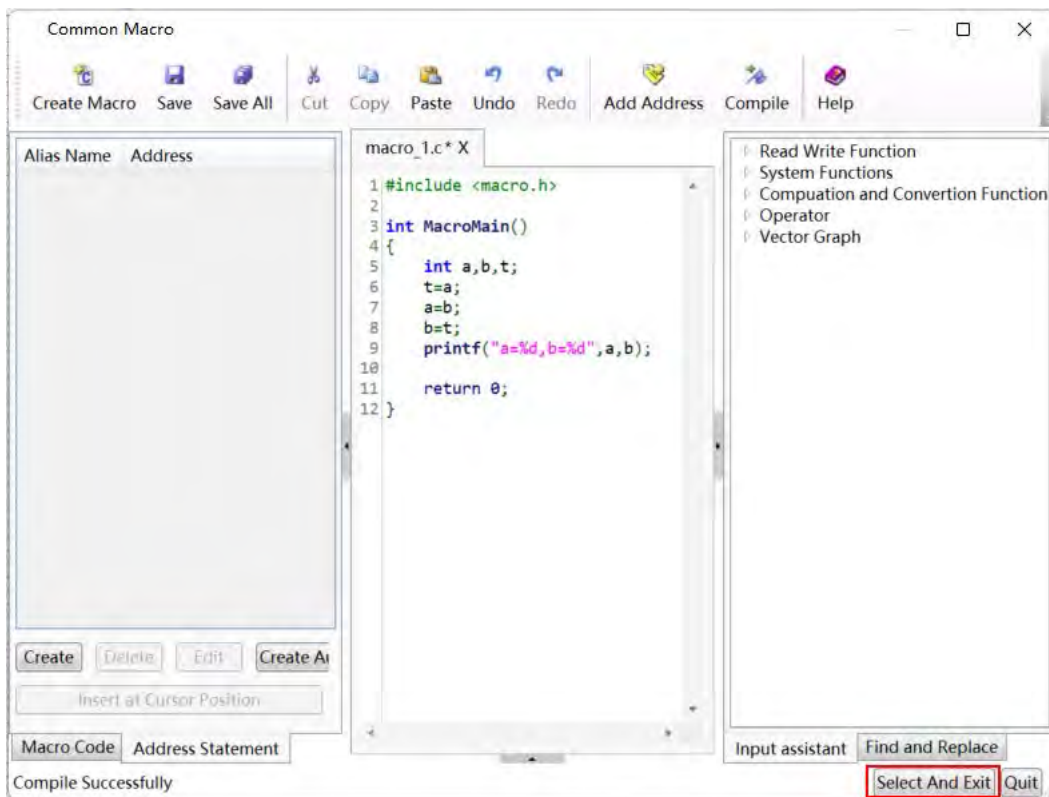 Common Macro
Create Macro Save Save All Cut Copy Paste Undo Redo Add Address Compile Help
Alias Name Address
Create Delete Edit Create Au
Insert at Cursor Position
Macro Code Address Statement
macro_1.c* X
1 #include <macro.h>
2
3 int MacroMain()
4 {
5 int a,b,t;
6 t=a;
7 a=b;
8 b=t;
9 printf("a=%d,b=%d",a,b);
10
11 return 0;
12 }
Read Write Function
System Functions
Compuation and Convertion Function
Operator
Vector Graph
Input assistant Find and Replace
Compile Successfully
Select And Exit Quit